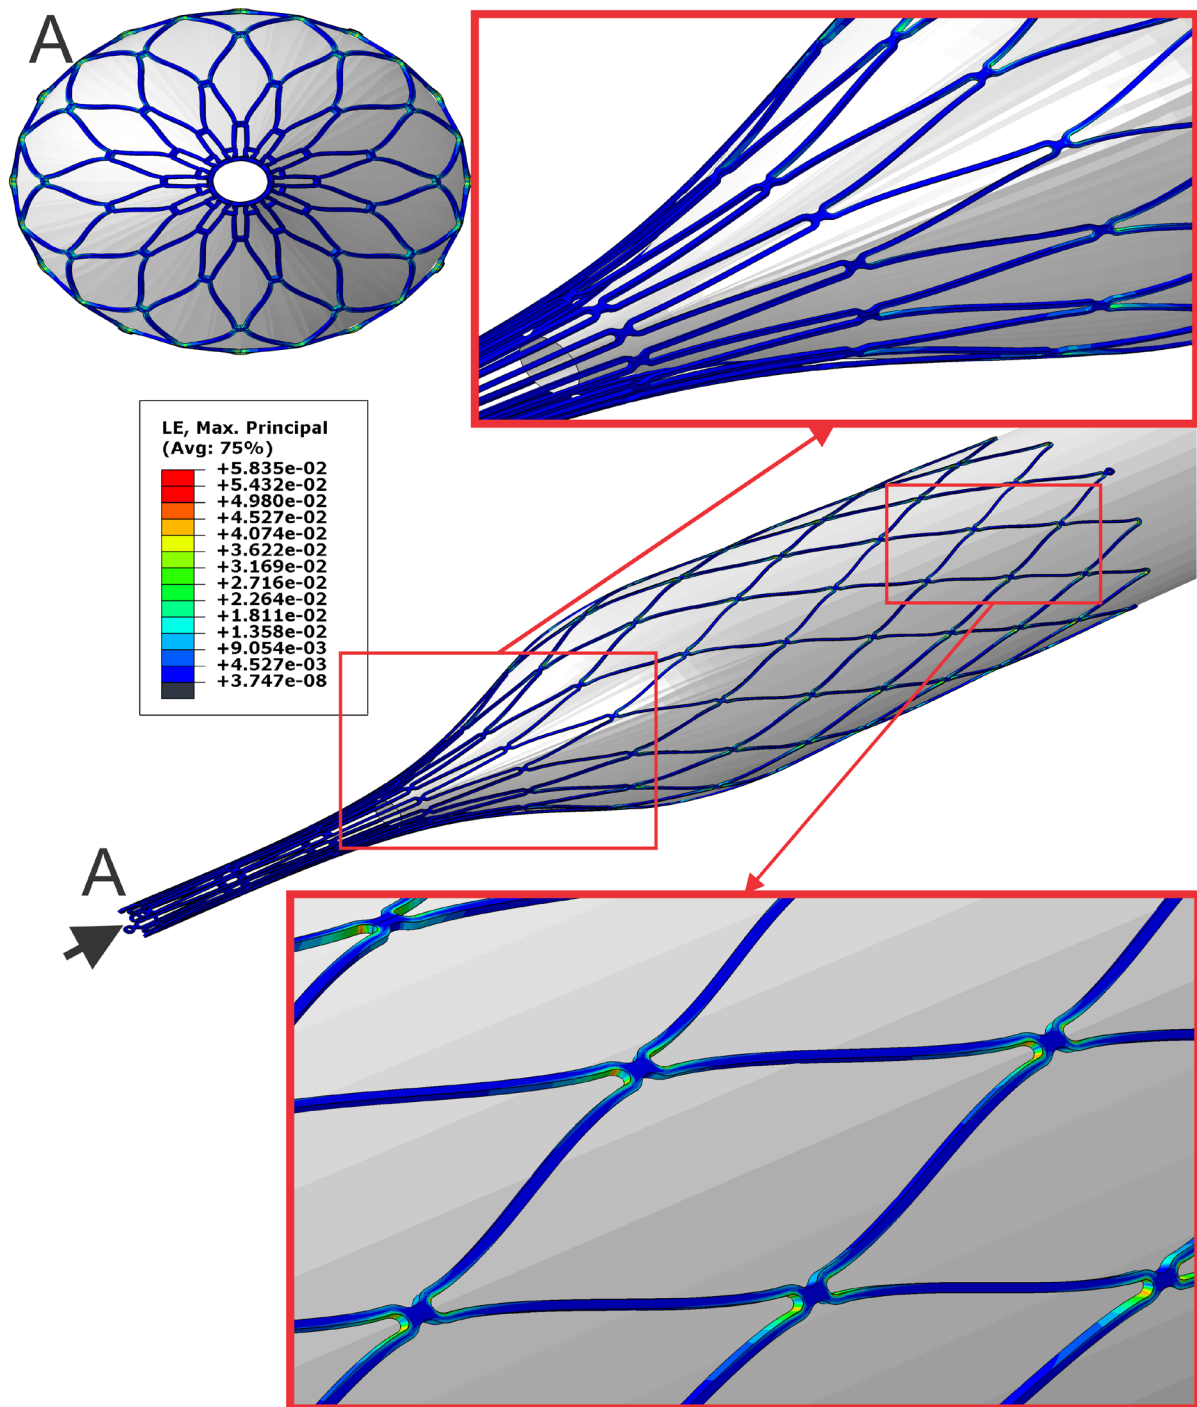 A
LE, Max. Principal
(Avg: 75%)
+5.835e-02
+5.432e-02
+4.980e-02
+4.527e-02
+4.074e-02
+3.622e-02
+3.169e-02
+2.716e-02
+2.264e-02
+1.811e-02
+1.358e-02
+9.054e-03
+4.527e-03
+3.747e-08
A